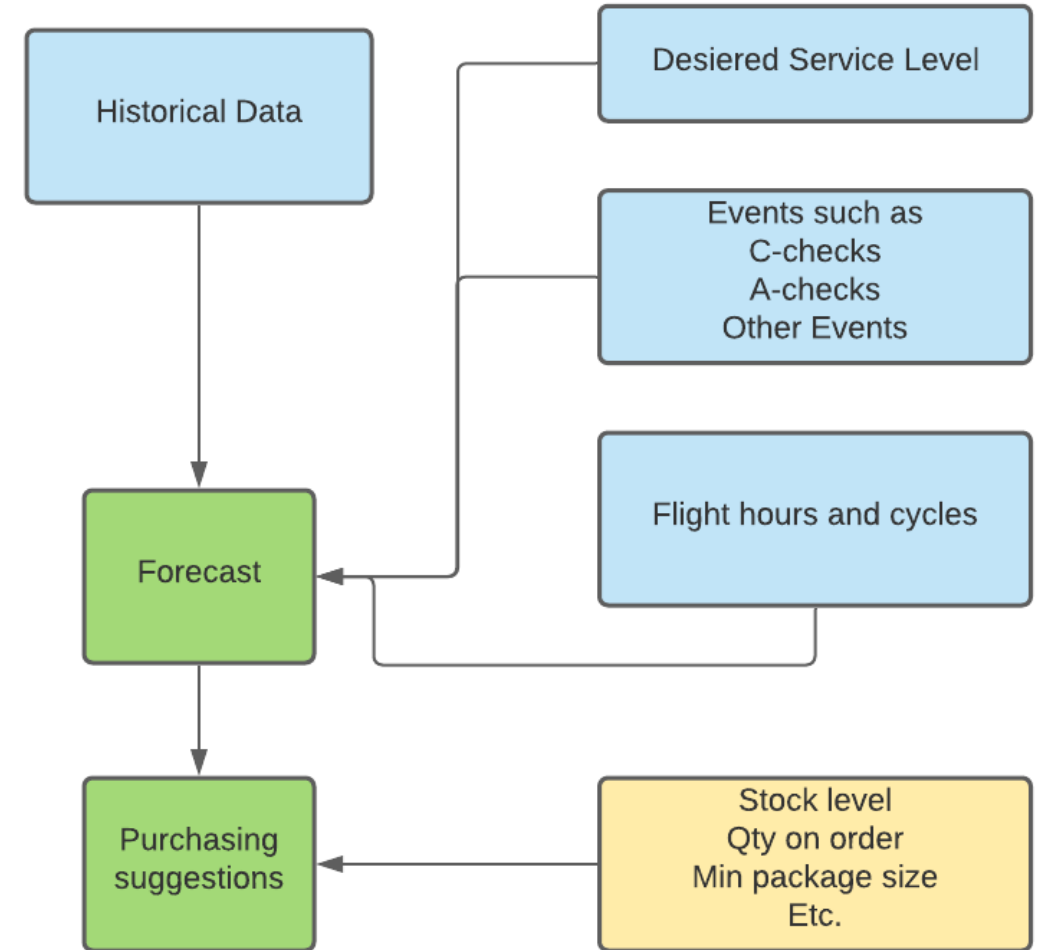 Historical Data
Desiered Service Level
Events such as
C-checks
A-checks
Other Events
Flight hours and cycles
Forecast
Purchasing
suggestions
Stock level
Qty on order
Min package size
Etc.